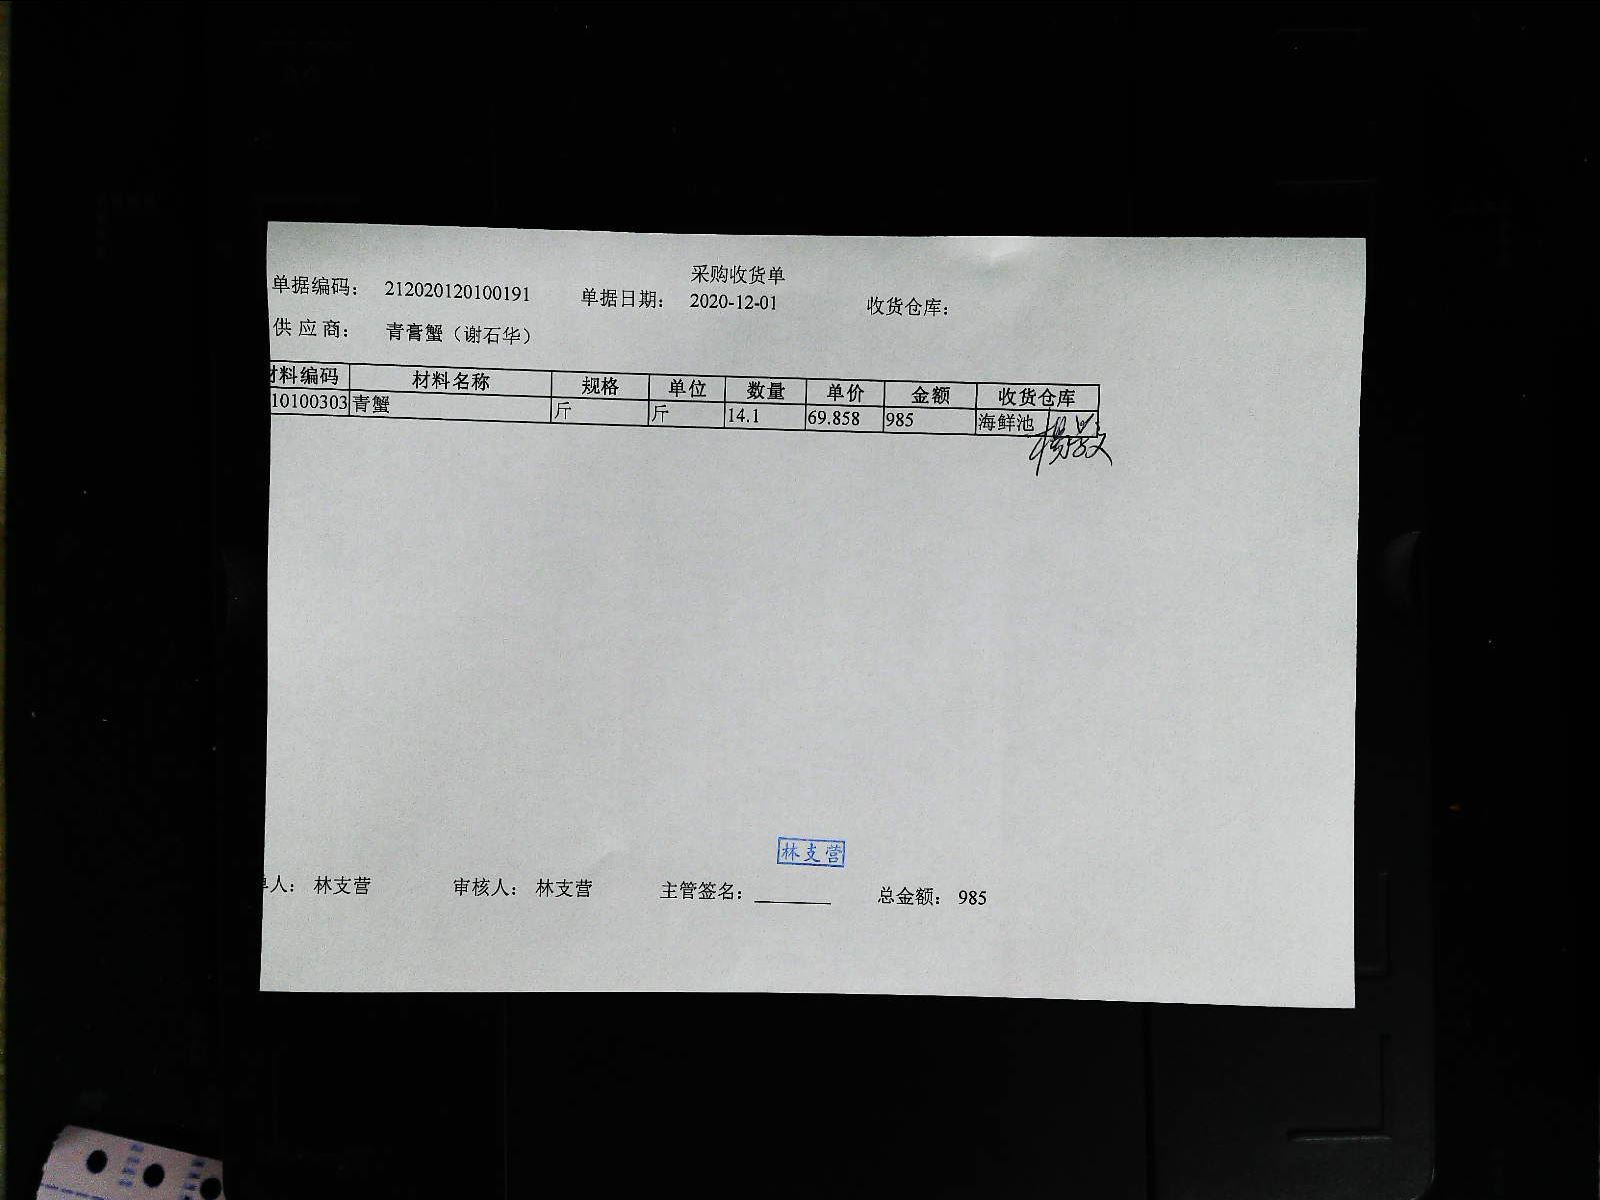 采购收货单
单据编码： 212020120100191 单据日期： 2020-12-01 收货仓库：
供 应 商： 青膏蟹（谢石华）
材料编码 材料名称 规格 单位 数量 单价 金额 收货仓库
10100303 青蟹 斤 斤 14.1 69.858 985 海鲜池
林支营
单人： 林支营 审核人： 林支营 主管签名： 总金额： 985